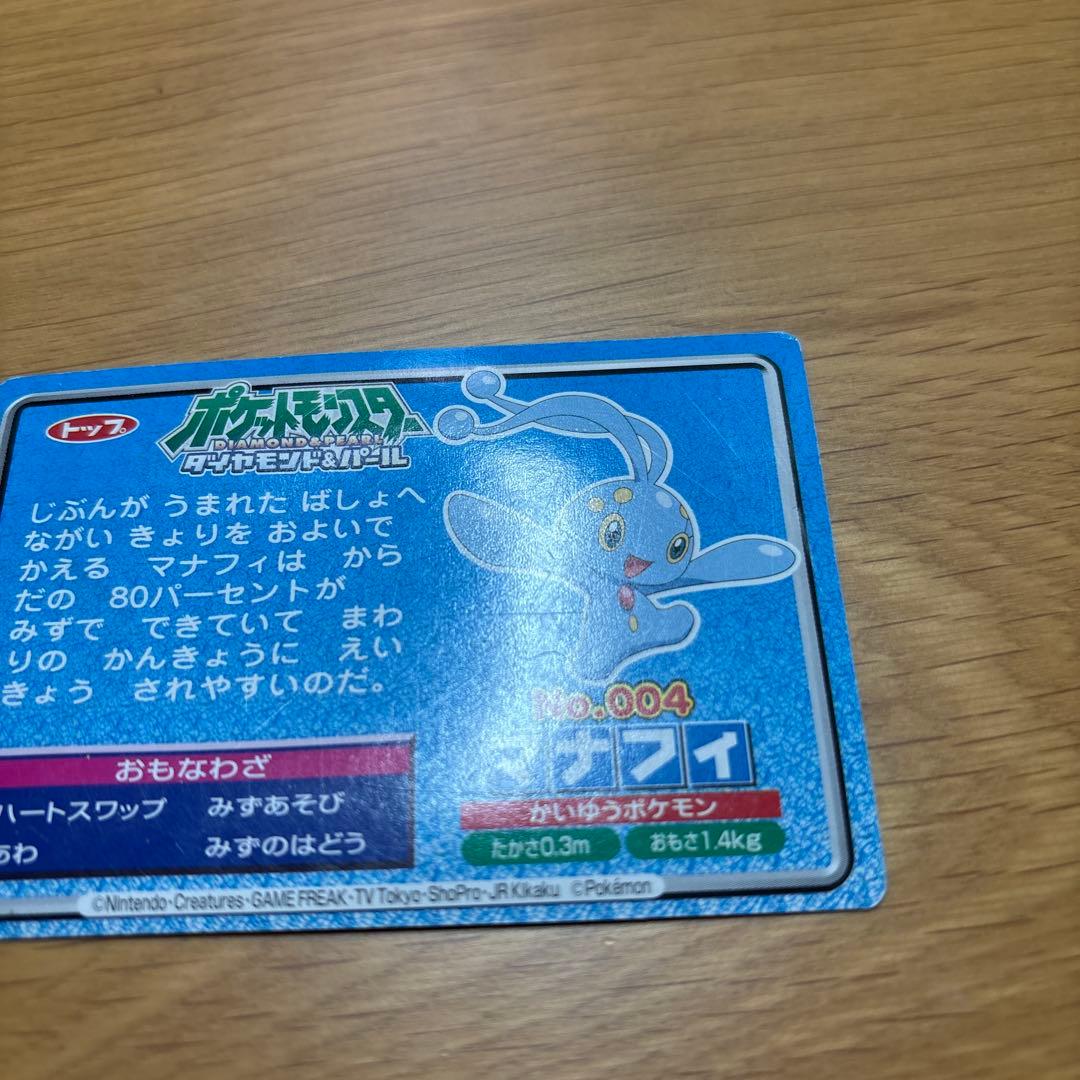 トップ
ポケットモンスター
DIAMOND & PEARL
ダイヤモンド&パール
じぶんが うまれた ばしょへ
ながい きょりを およいで
かえる マナフィは から
だの 80パーセントが
みずで できていて まわ
りの かんきょうに えい
きょう されやすいのだ。
No.004
マナフィ
かいゆうポケモン
たかさ0.3m おもさ1.4kg
おもなわざ
ハートスワップ みずあそび
あわ みずのはどう
©Nintendo・Creatures・GAME FREAK・TV Tokyo・ShoPro・JR Kikaku ©Pokémon